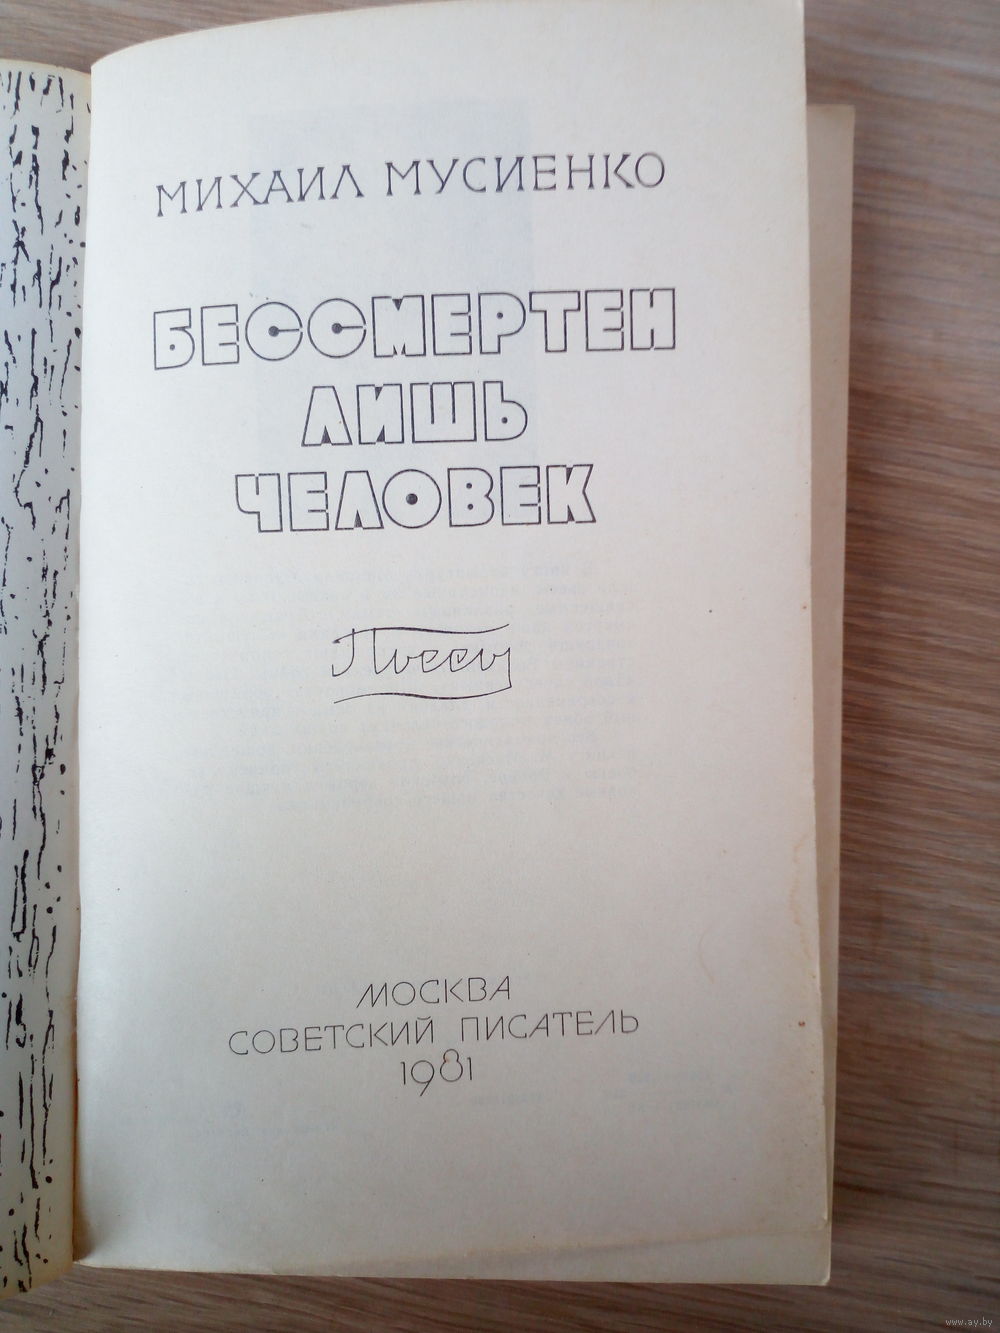 МИХАИЛ МУСИЕНКО
БЕССМЕРТЕН
ЛИШЬ
ЧЕЛОВЕК
Пьесы
МОСКВА
СОВЕТСКИЙ ПИСАТЕЛЬ
1981
www.ay.by